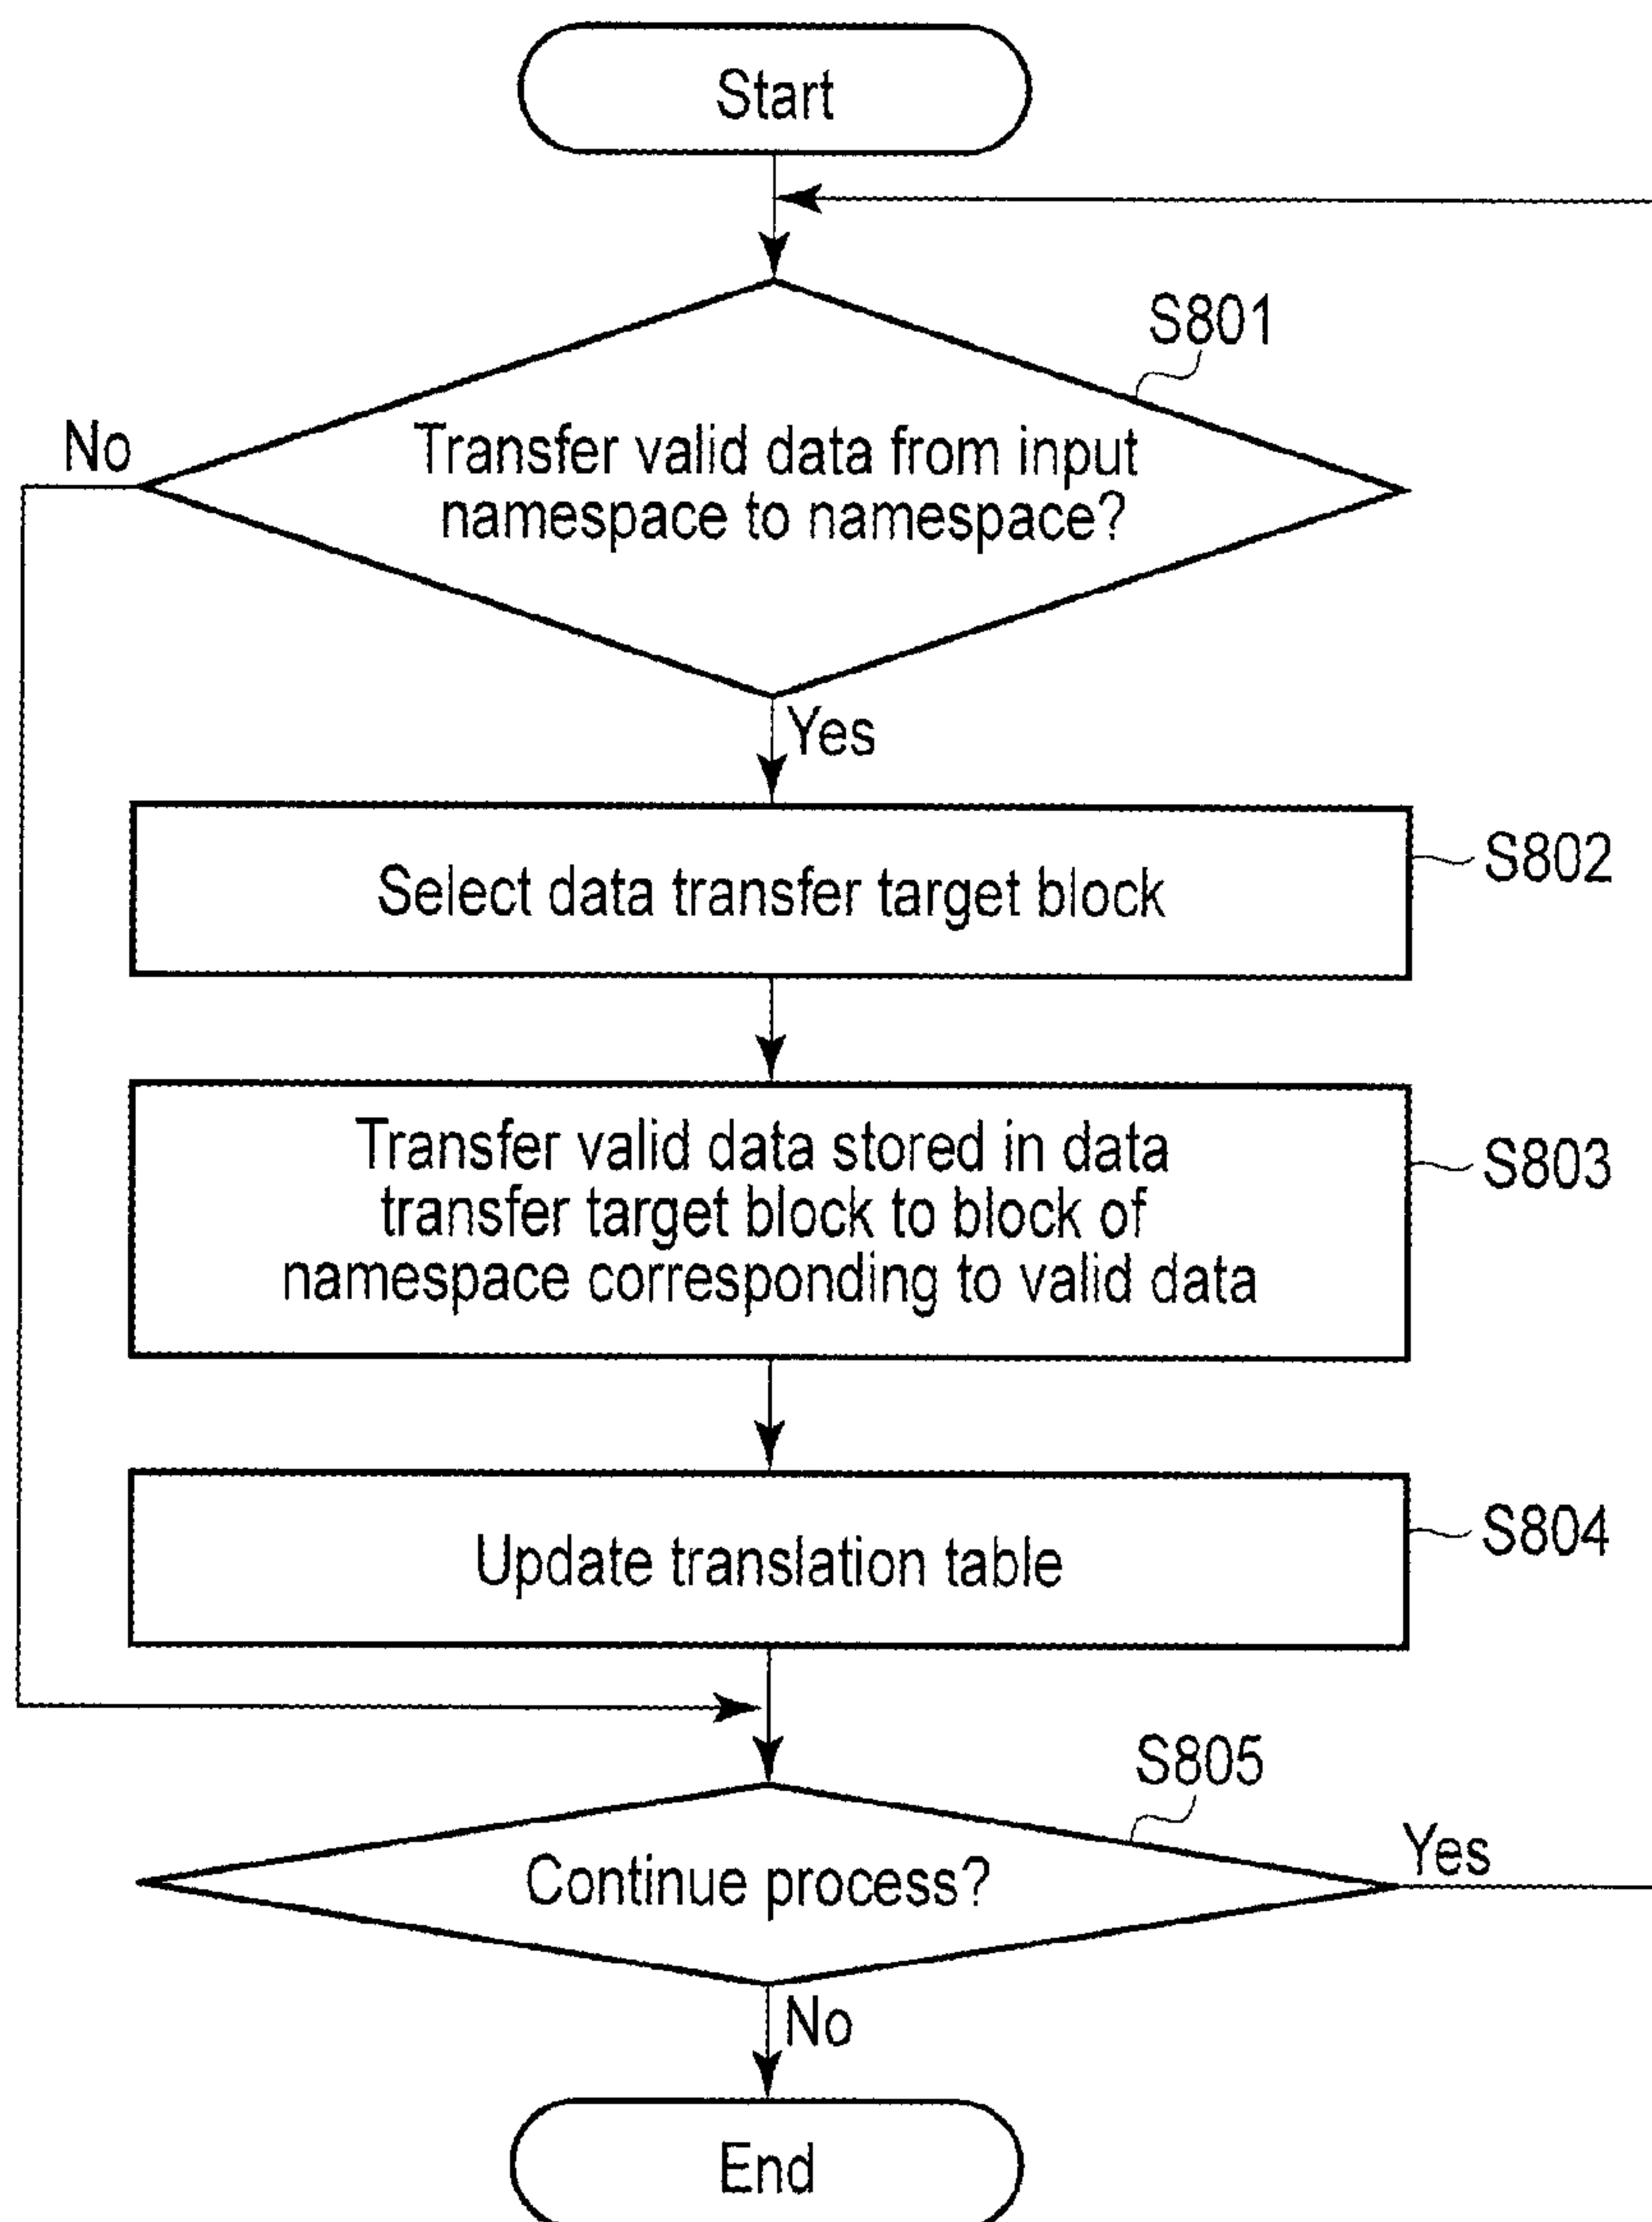 Start
S801
No
Transfer valid data from input
namespace to namespace?
Yes
Select data transfer target block
S802
Transfer valid data stored in data
transfer target block to block of
namespace corresponding to valid data
S803
Update translation table
S804
S805
Continue process?
Yes
No
End